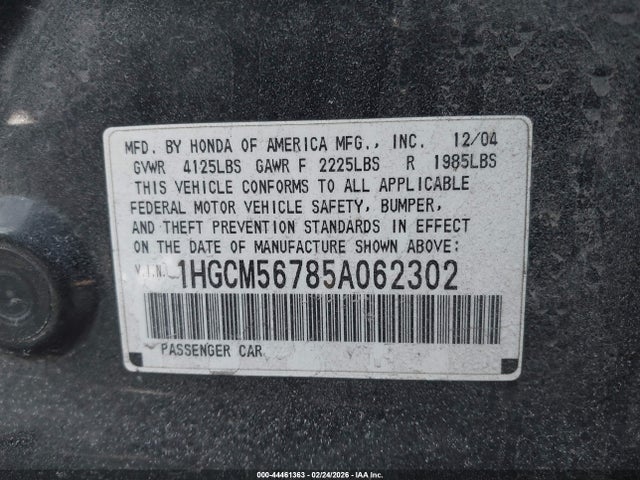 MFD. BY HONDA OF AMERICA MFG., INC. 12/04
GVWR 4125LBS GAWR F 2225LBS R 1985LBS
THIS VEHICLE CONFORMS TO ALL APPLICABLE
FEDERAL MOTOR VEHICLE SAFETY, BUMPER,
AND THEFT PREVENTION STANDARDS IN EFFECT
ON THE DATE OF MANUFACTURE SHOWN ABOVE:
V.I.N. 1HGCM56785A062302
PASSENGER CAR
000-44461363 - 02/24/2026 - IAA Inc.